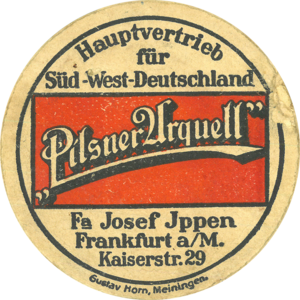 Hauptvertrieb
für
Süd-West-Deutschland
„Pilsner Urquell”
Fa Josef Jppen
Frankfurt a/M.
Kaiserstr. 29
Gustav Horn, Meiningen.